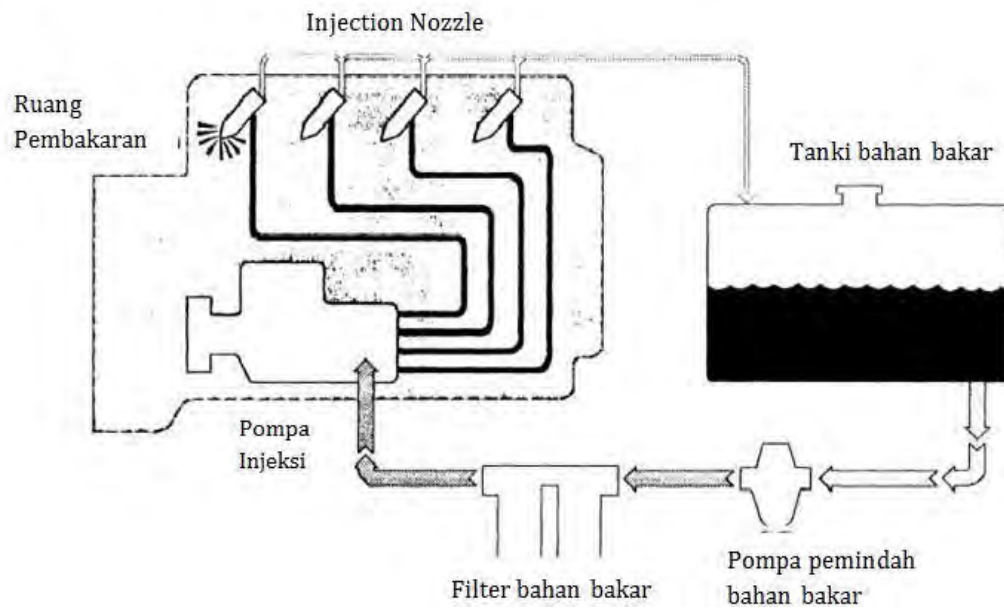 Injection Nozzle
Ruang
Pembakaran
Tanki bahan bakar
Pompa
Injeksi
Pompa pemindah
bahan bakar
Filter bahan bakar